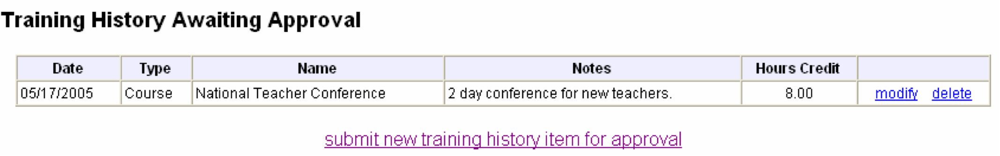 Training History Awaiting Approval
Date Type Name Notes Hours Credit
05/17/2005 Course National Teacher Conference 2 day conference for new teachers. 8.00 modify delete
submit new training history item for approval